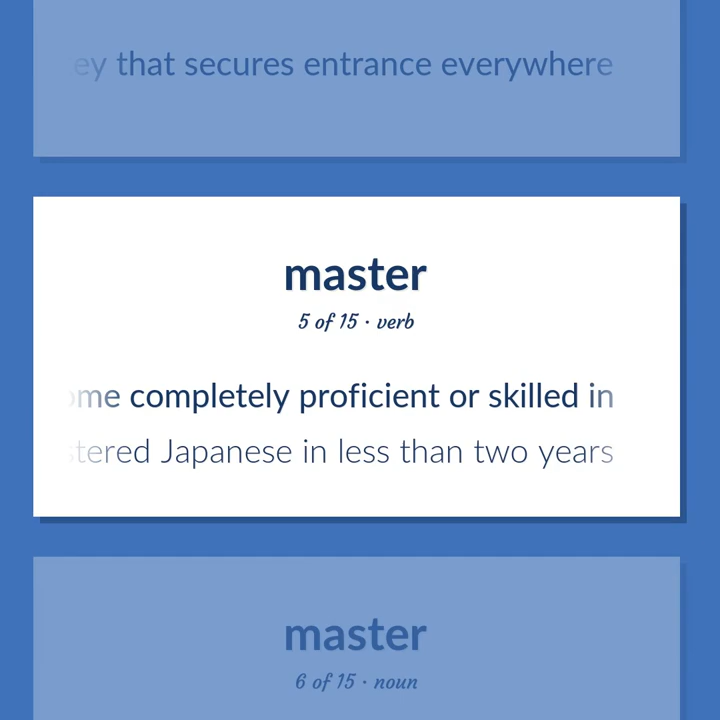 that secures entrance everywhere
master
5 of 15 · verb
completely proficient or skilled in
Japanese in less than two years
master
6 of 15 · noun